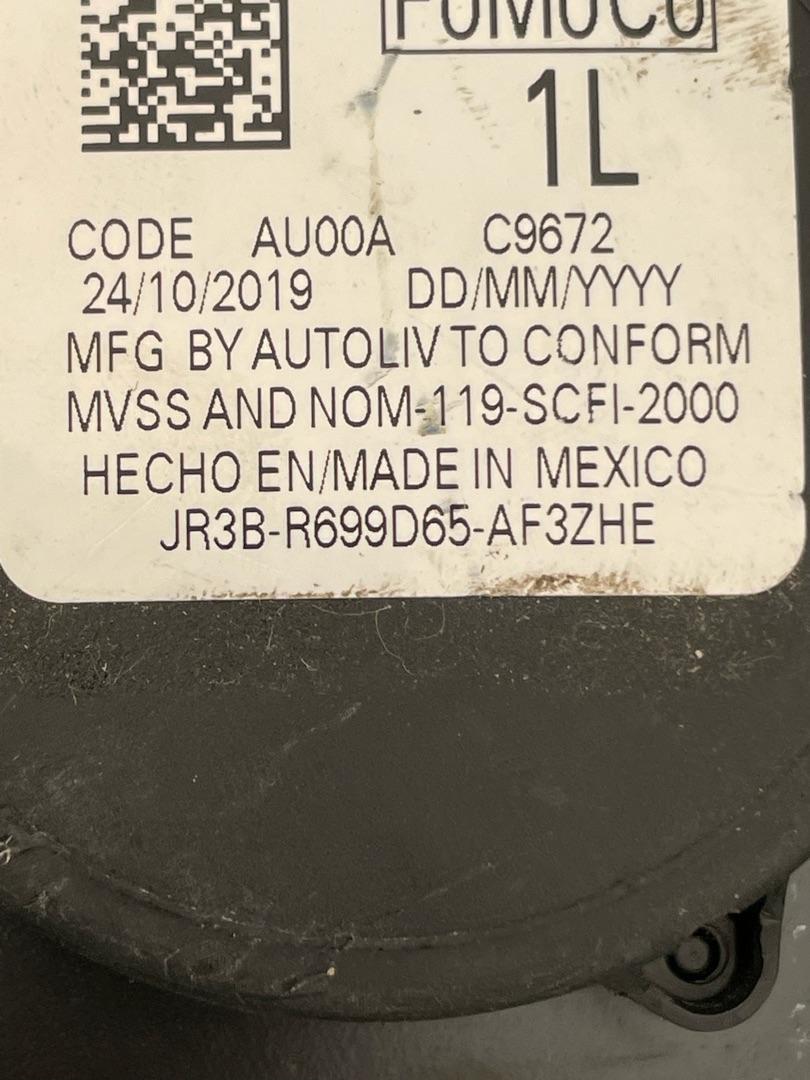 FoMoCo
1L
CODE AU00A C9672
24/10/2019 DD/MM/YYYY
MFG BY AUTOLIV TO CONFORM
MVSS AND NOM-119-SCFI-2000
HECHO EN/MADE IN MEXICO
JR3B-R699D65-AF3ZHE